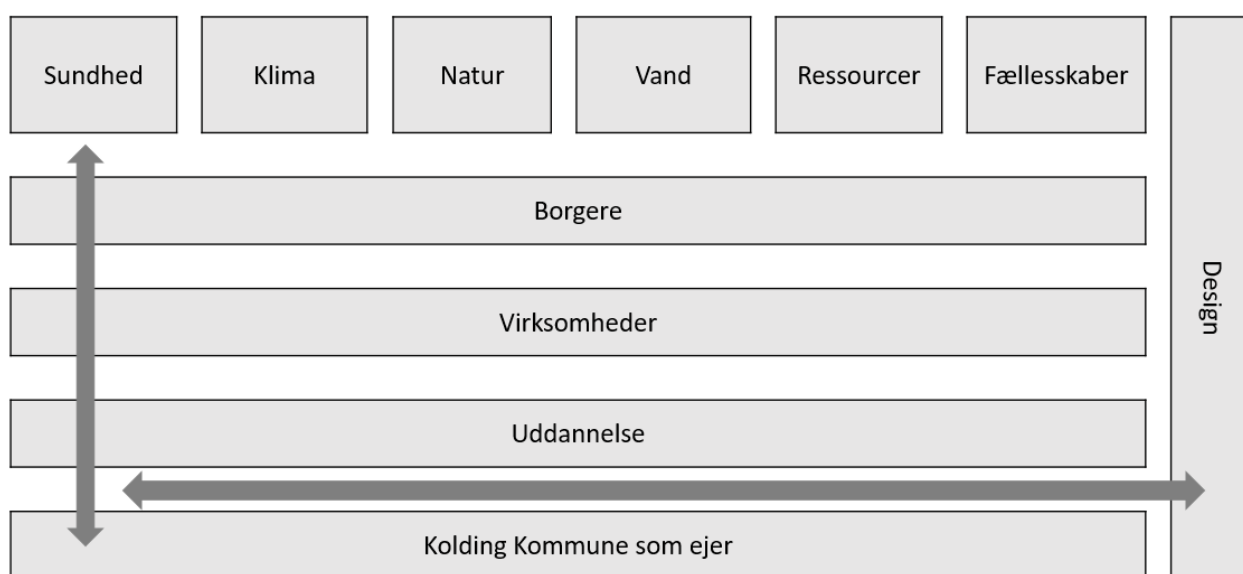 Sundhed
Klima
Natur
Vand
Ressourcer
Fællesskaber
Design
Borgere
Virksomheder
Uddannelse
Kolding Kommune som ejer